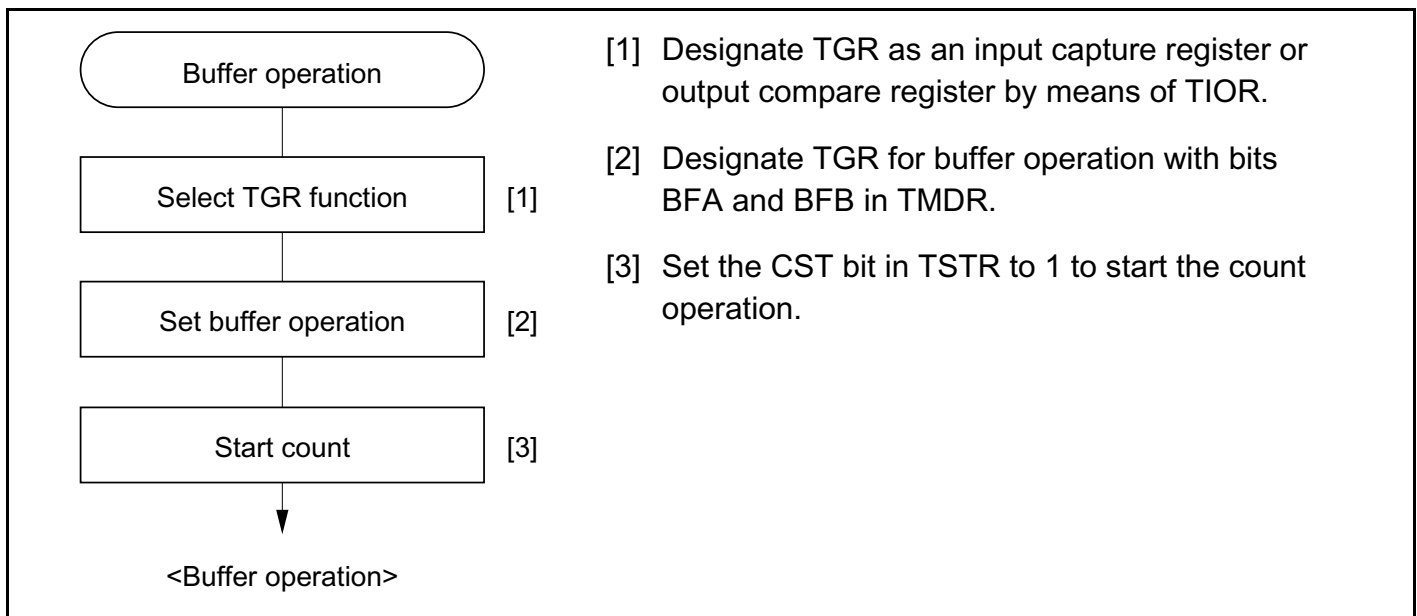 Buffer operation
Select TGR function [1]
Set buffer operation [2]
Start count [3]
<Buffer operation>
[1] Designate TGR as an input capture register or
output compare register by means of TIOR.
[2] Designate TGR for buffer operation with bits
BFA and BFB in TMDR.
[3] Set the CST bit in TSTR to 1 to start the count
operation.